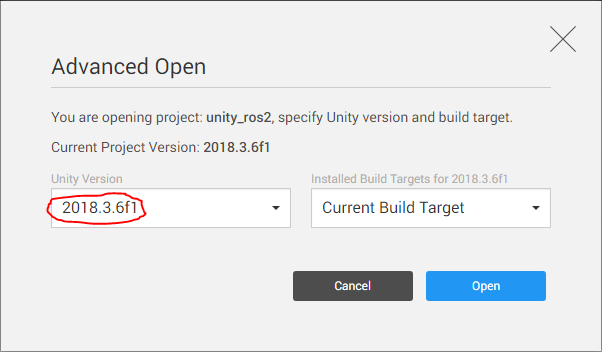 Advanced Open
You are opening project: unity_ros2, specify Unity version and build target.
Current Project Version: 2018.3.6f1
Unity Version
Installed Build Targets for 2018.3.6f1
2018.3.6f1
Current Build Target
Cancel
Open